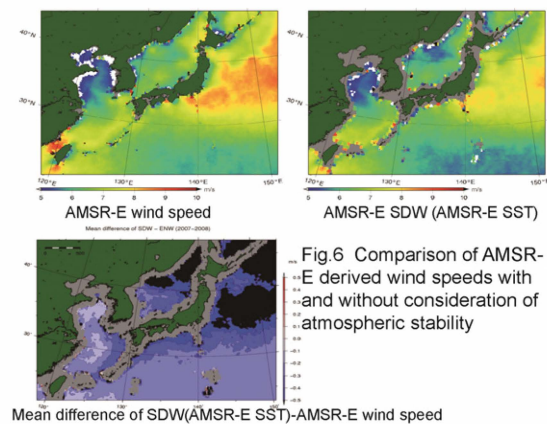 40°N
40°N
30°N
30°N
120°E 130°E 140°E 150°E
120°E 130°E 140°E 150°E
m/s
m/s
5 6 7 8 9 10
5 6 7 8 9 10
AMSR-E wind speed
AMSR-E SDW (AMSR-E SST)
Mean difference of SDW – ENW (2007–2008)
Fig.6 Comparison of AMSR-
E derived wind speeds with
and without consideration of
atmospheric stability
m/s
0.5
0.4
0.3
0.2
0.1
0.0
-0.1
-0.2
-0.3
-0.4
-0.5
Mean difference of SDW(AMSR-E SST)-AMSR-E wind speed